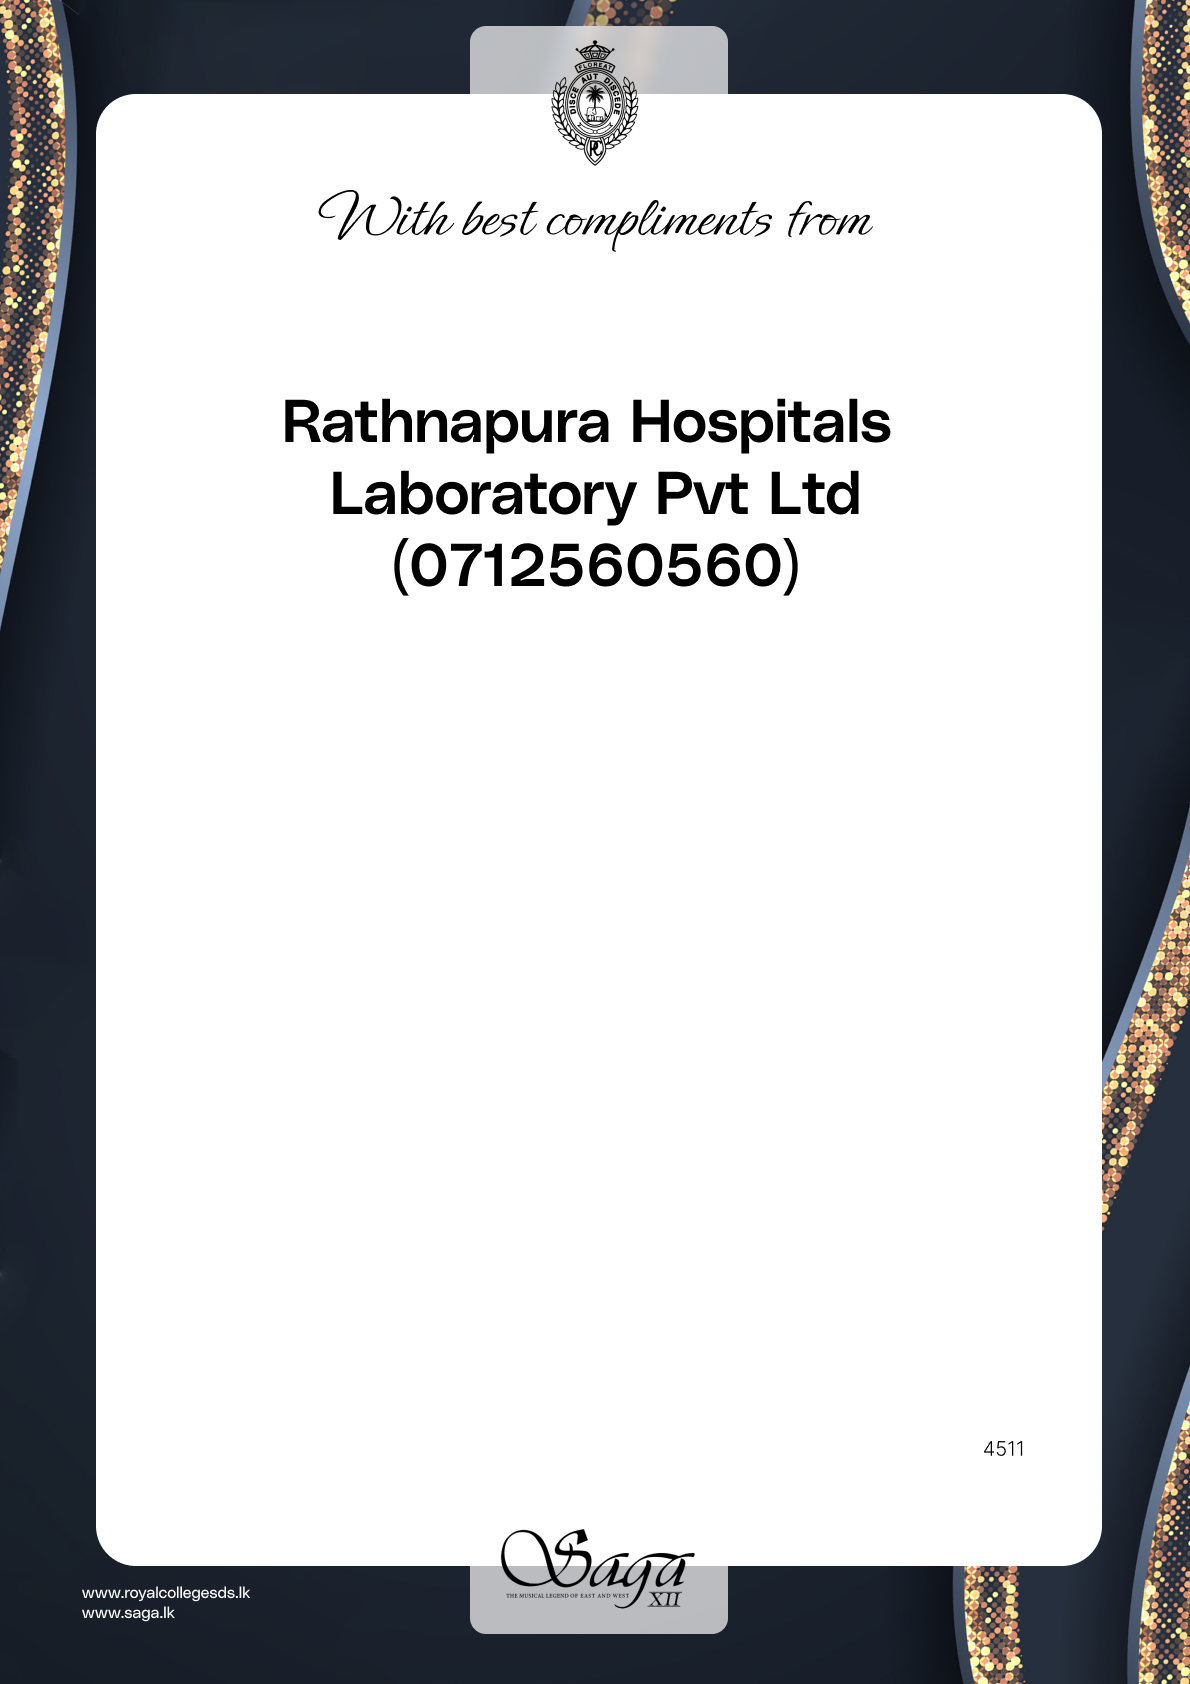 FLOREAT
DISCE AUT DISCEDE
RC
With best compliments from
Rathnapura Hospitals
Laboratory Pvt Ltd
(0712560560)
4511
Saga
THE MUSICAL LEGEND OF EAST AND WEST
XII
www.royalcollegesds.lk
www.saga.lk